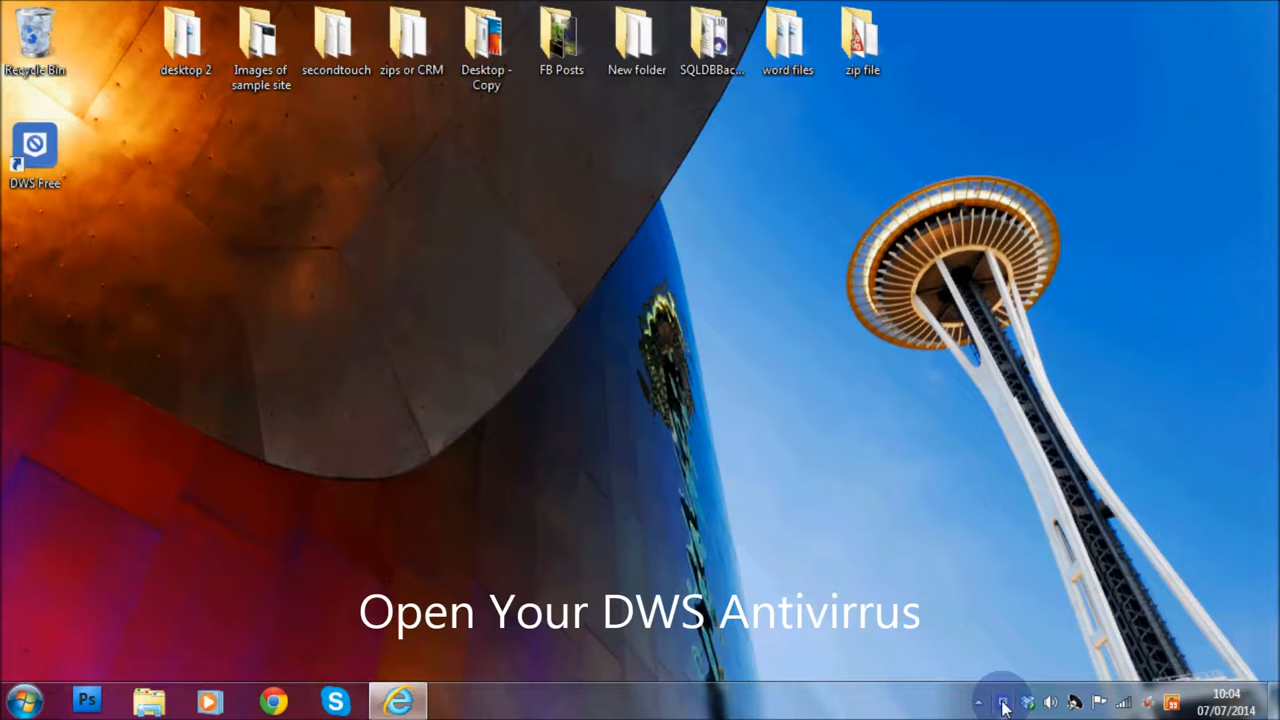 Recycle Bin
desktop 2
Images of
sample site
secondtouch
zips or CRM
Desktop -
Copy
FB Posts
New folder
SQLDBBac...
word files
zip file
DWS Free
Open Your DWS Antivirrus
Ps
93
10:04
07/07/2014